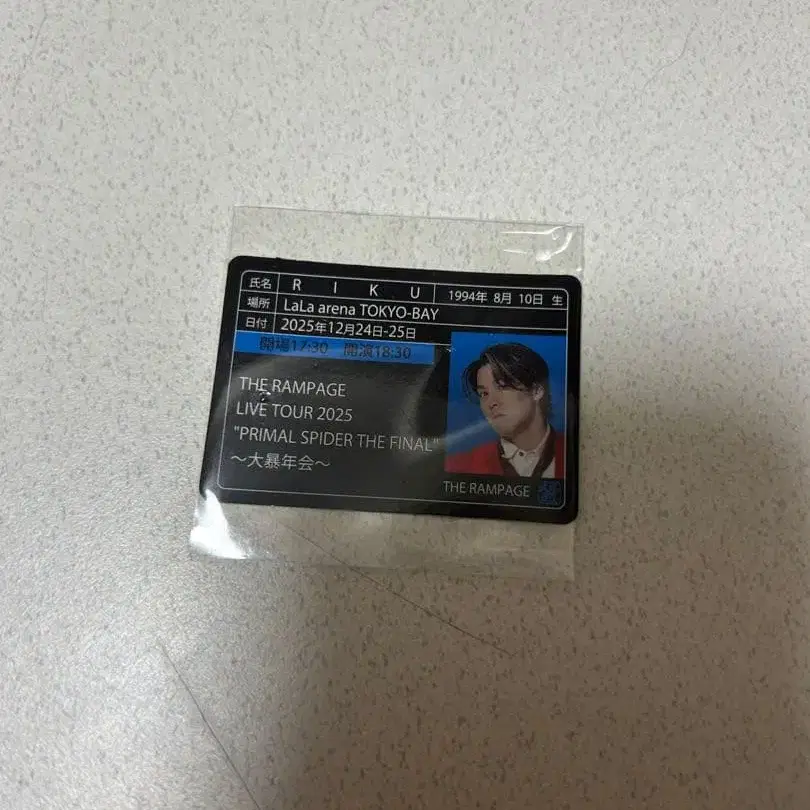 氏名 R I K U 1994年 8月 10日 生
場所 LaLa arena TOKYO-BAY
日付 2025年12月24日-25日
開場17:30 開演18:30
THE RAMPAGE
LIVE TOUR 2025
"PRIMAL SPIDER THE FINAL"
～大暴年会～
THE RAMPAGE